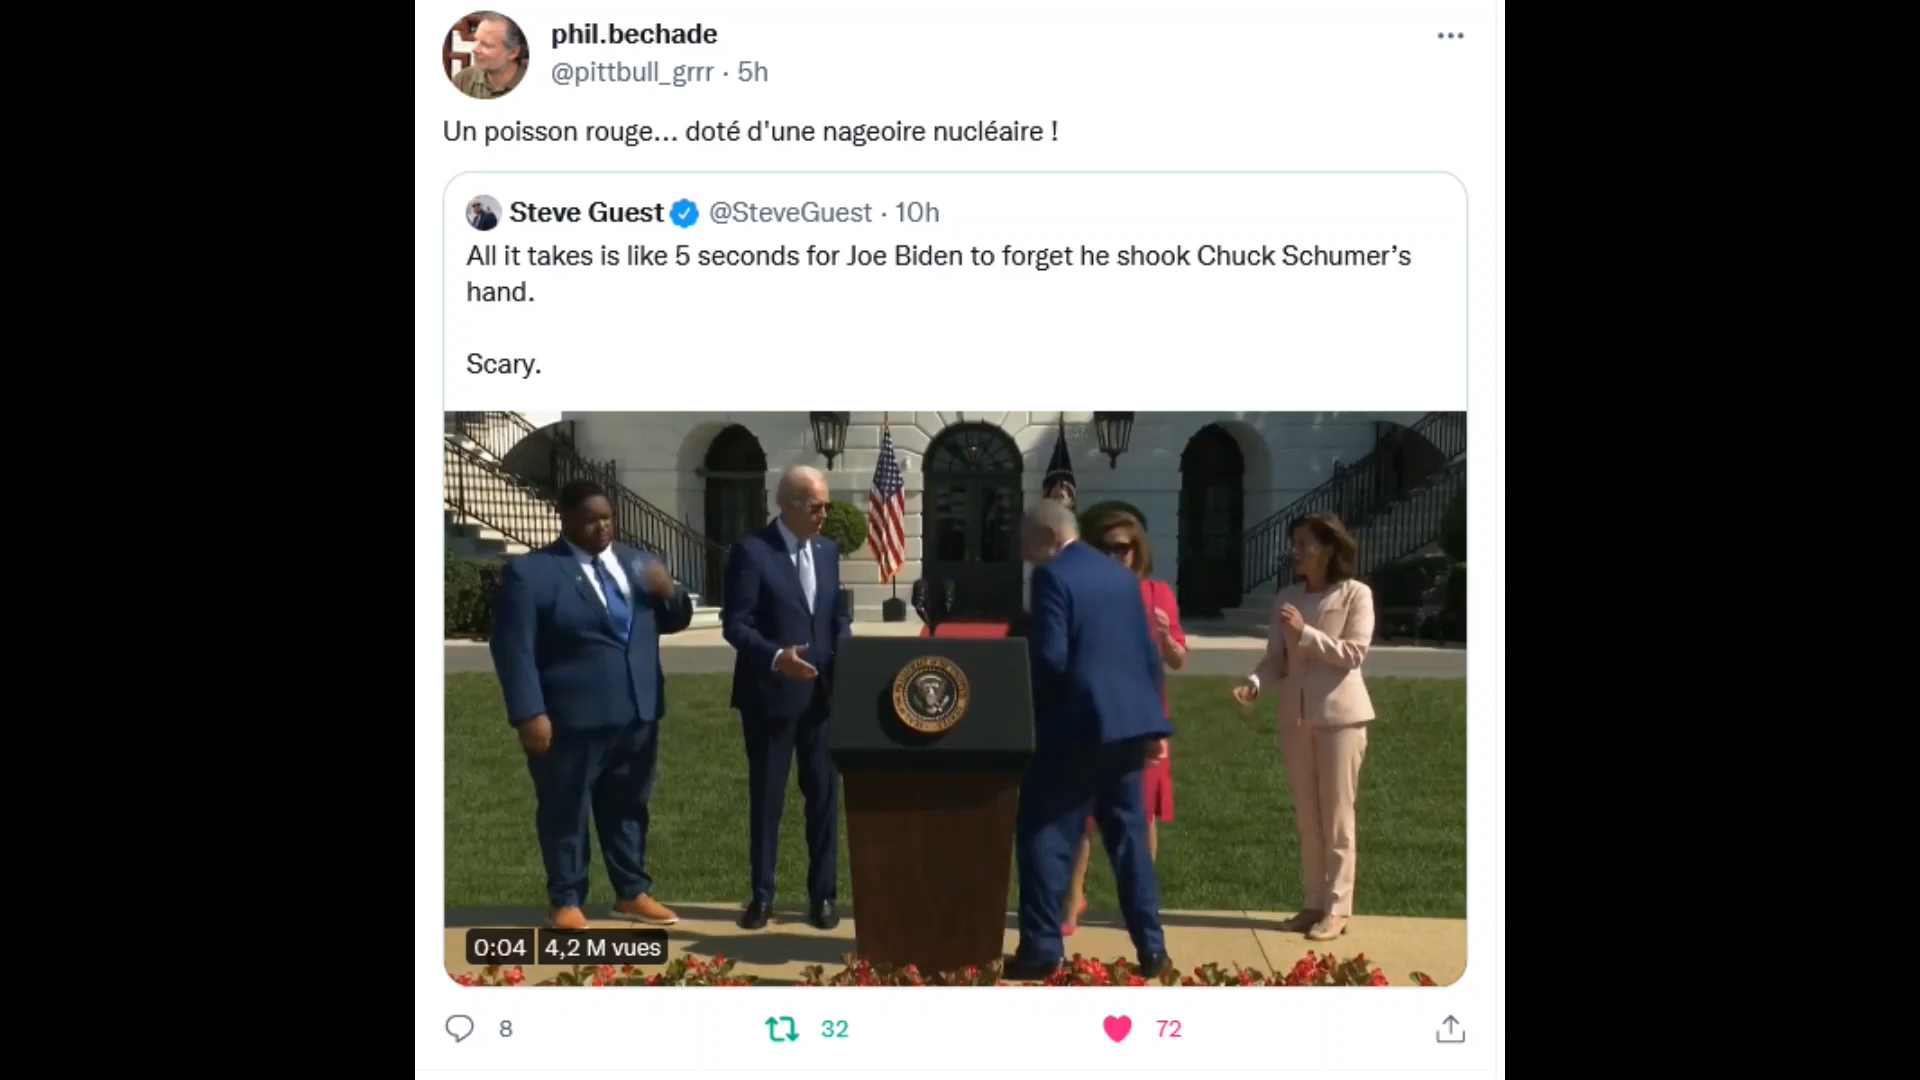 phil.bechade
@pittbull_grrr · 5h
Un poisson rouge... doté d'une nageoire nucléaire !
Steve Guest @SteveGuest · 10h
All it takes is like 5 seconds for Joe Biden to forget he shook Chuck Schumer’s
hand.
Scary.
0:04 4,2 M vues
8 32 72